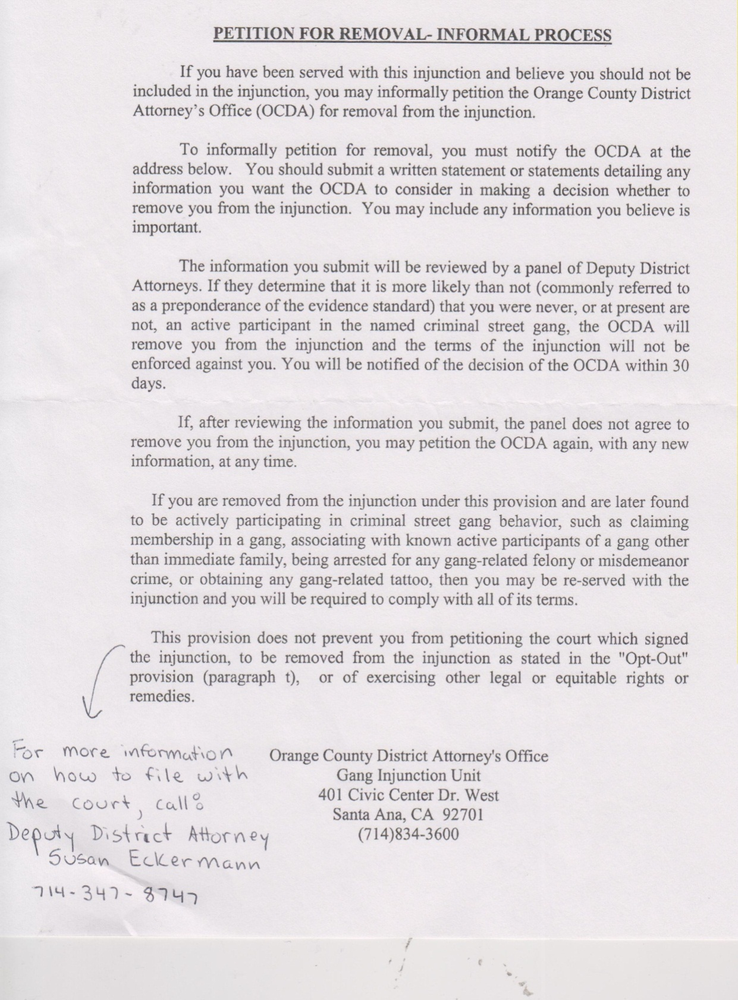 PETITION FOR REMOVAL- INFORMAL PROCESS
If you have been served with this injunction and believe you should not be
included in the injunction, you may informally petition the Orange County District
Attorney's Office (OCDA) for removal from the injunction.
To informally petition for removal, you must notify the OCDA at the
address below. You should submit a written statement or statements detailing any
information you want the OCDA to consider in making a decision whether to
remove you from the injunction. You may include any information you believe is
important.
The information you submit will be reviewed by a panel of Deputy District
Attorneys. If they determine that it is more likely than not (commonly referred to
as a preponderance of the evidence standard) that you were never, or at present are
not, an active participant in the named criminal street gang, the OCDA will
remove you from the injunction and the terms of the injunction will not be
enforced against you. You will be notified of the decision of the OCDA within 30
days.
If, after reviewing the information you submit, the panel does not agree to
remove you from the injunction, you may petition the OCDA again, with any new
information, at any time.
If you are removed from the injunction under this provision and are later found
to be actively participating in criminal street gang behavior, such as claiming
membership in a gang, associating with known active participants of a gang other
than immediate family, being arrested for any gang-related felony or misdemeanor
crime, or obtaining any gang-related tattoo, then you may be re-served with the
injunction and you will be required to comply with all of its terms.
This provision does not prevent you from petitioning the court which signed
the injunction, to be removed from the injunction as stated in the "Opt-Out"
provision (paragraph t), or of exercising other legal or equitable rights or
remedies.
For more information
on how to file with
the court, call:
Deputy District Attorney
Susan Eckermann
714-347-8747
Orange County District Attorney's Office
Gang Injunction Unit
401 Civic Center Dr. West
Santa Ana, CA 92701
(714)834-3600